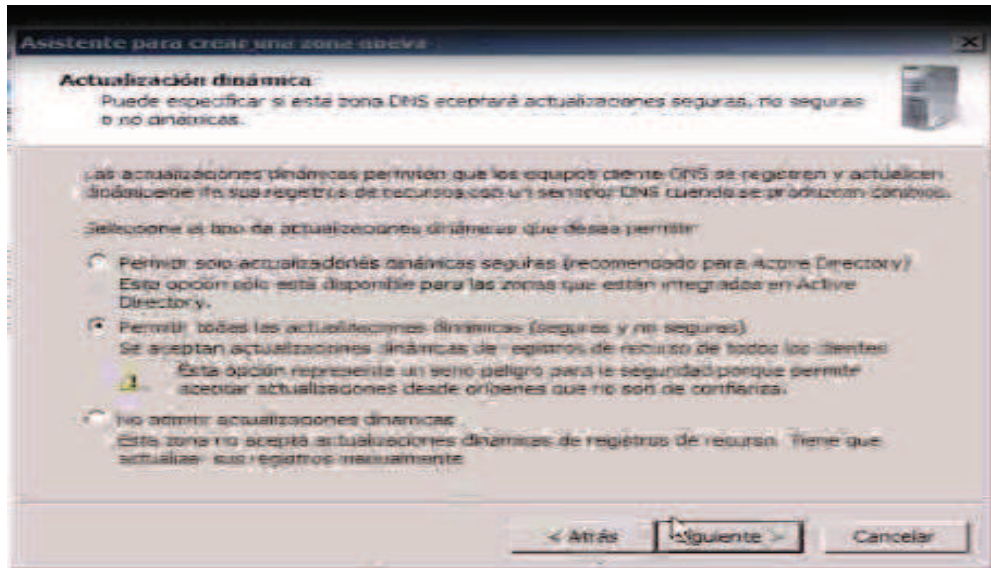 Asistente para crear una zona nueva
Actualización dinámica
Puede especificar si esta zona DNS aceptará actualizaciones seguras, no seguras
o no dinámicas.
Las actualizaciones dinámicas permiten que los equipos cliente DNS se registren y actualicen
dinámicamente sus registros de recursos con un servidor DNS cuando se produzcan cambios.
Seleccione el tipo de actualizaciones dinámicas que desea permitir:
Permitir solo actualizaciones dinámicas seguras (recomendado para Active Directory)
Esta opción sólo está disponible para las zonas que están integradas en Active
Directory.
Permitir todas las actualizaciones dinámicas (seguras y no seguras)
Se aceptan actualizaciones dinámicas de registros de recurso de todos los clientes
Esta opción representa un serio peligro para la seguridad porque permite
aceptar actualizaciones desde orígenes que no son de confianza.
No admitir actualizaciones dinámicas
Esta zona no acepta actualizaciones dinámicas de registros de recurso. Tiene que
actualizar sus registros manualmente
< Atrás
Siguiente >
Cancelar